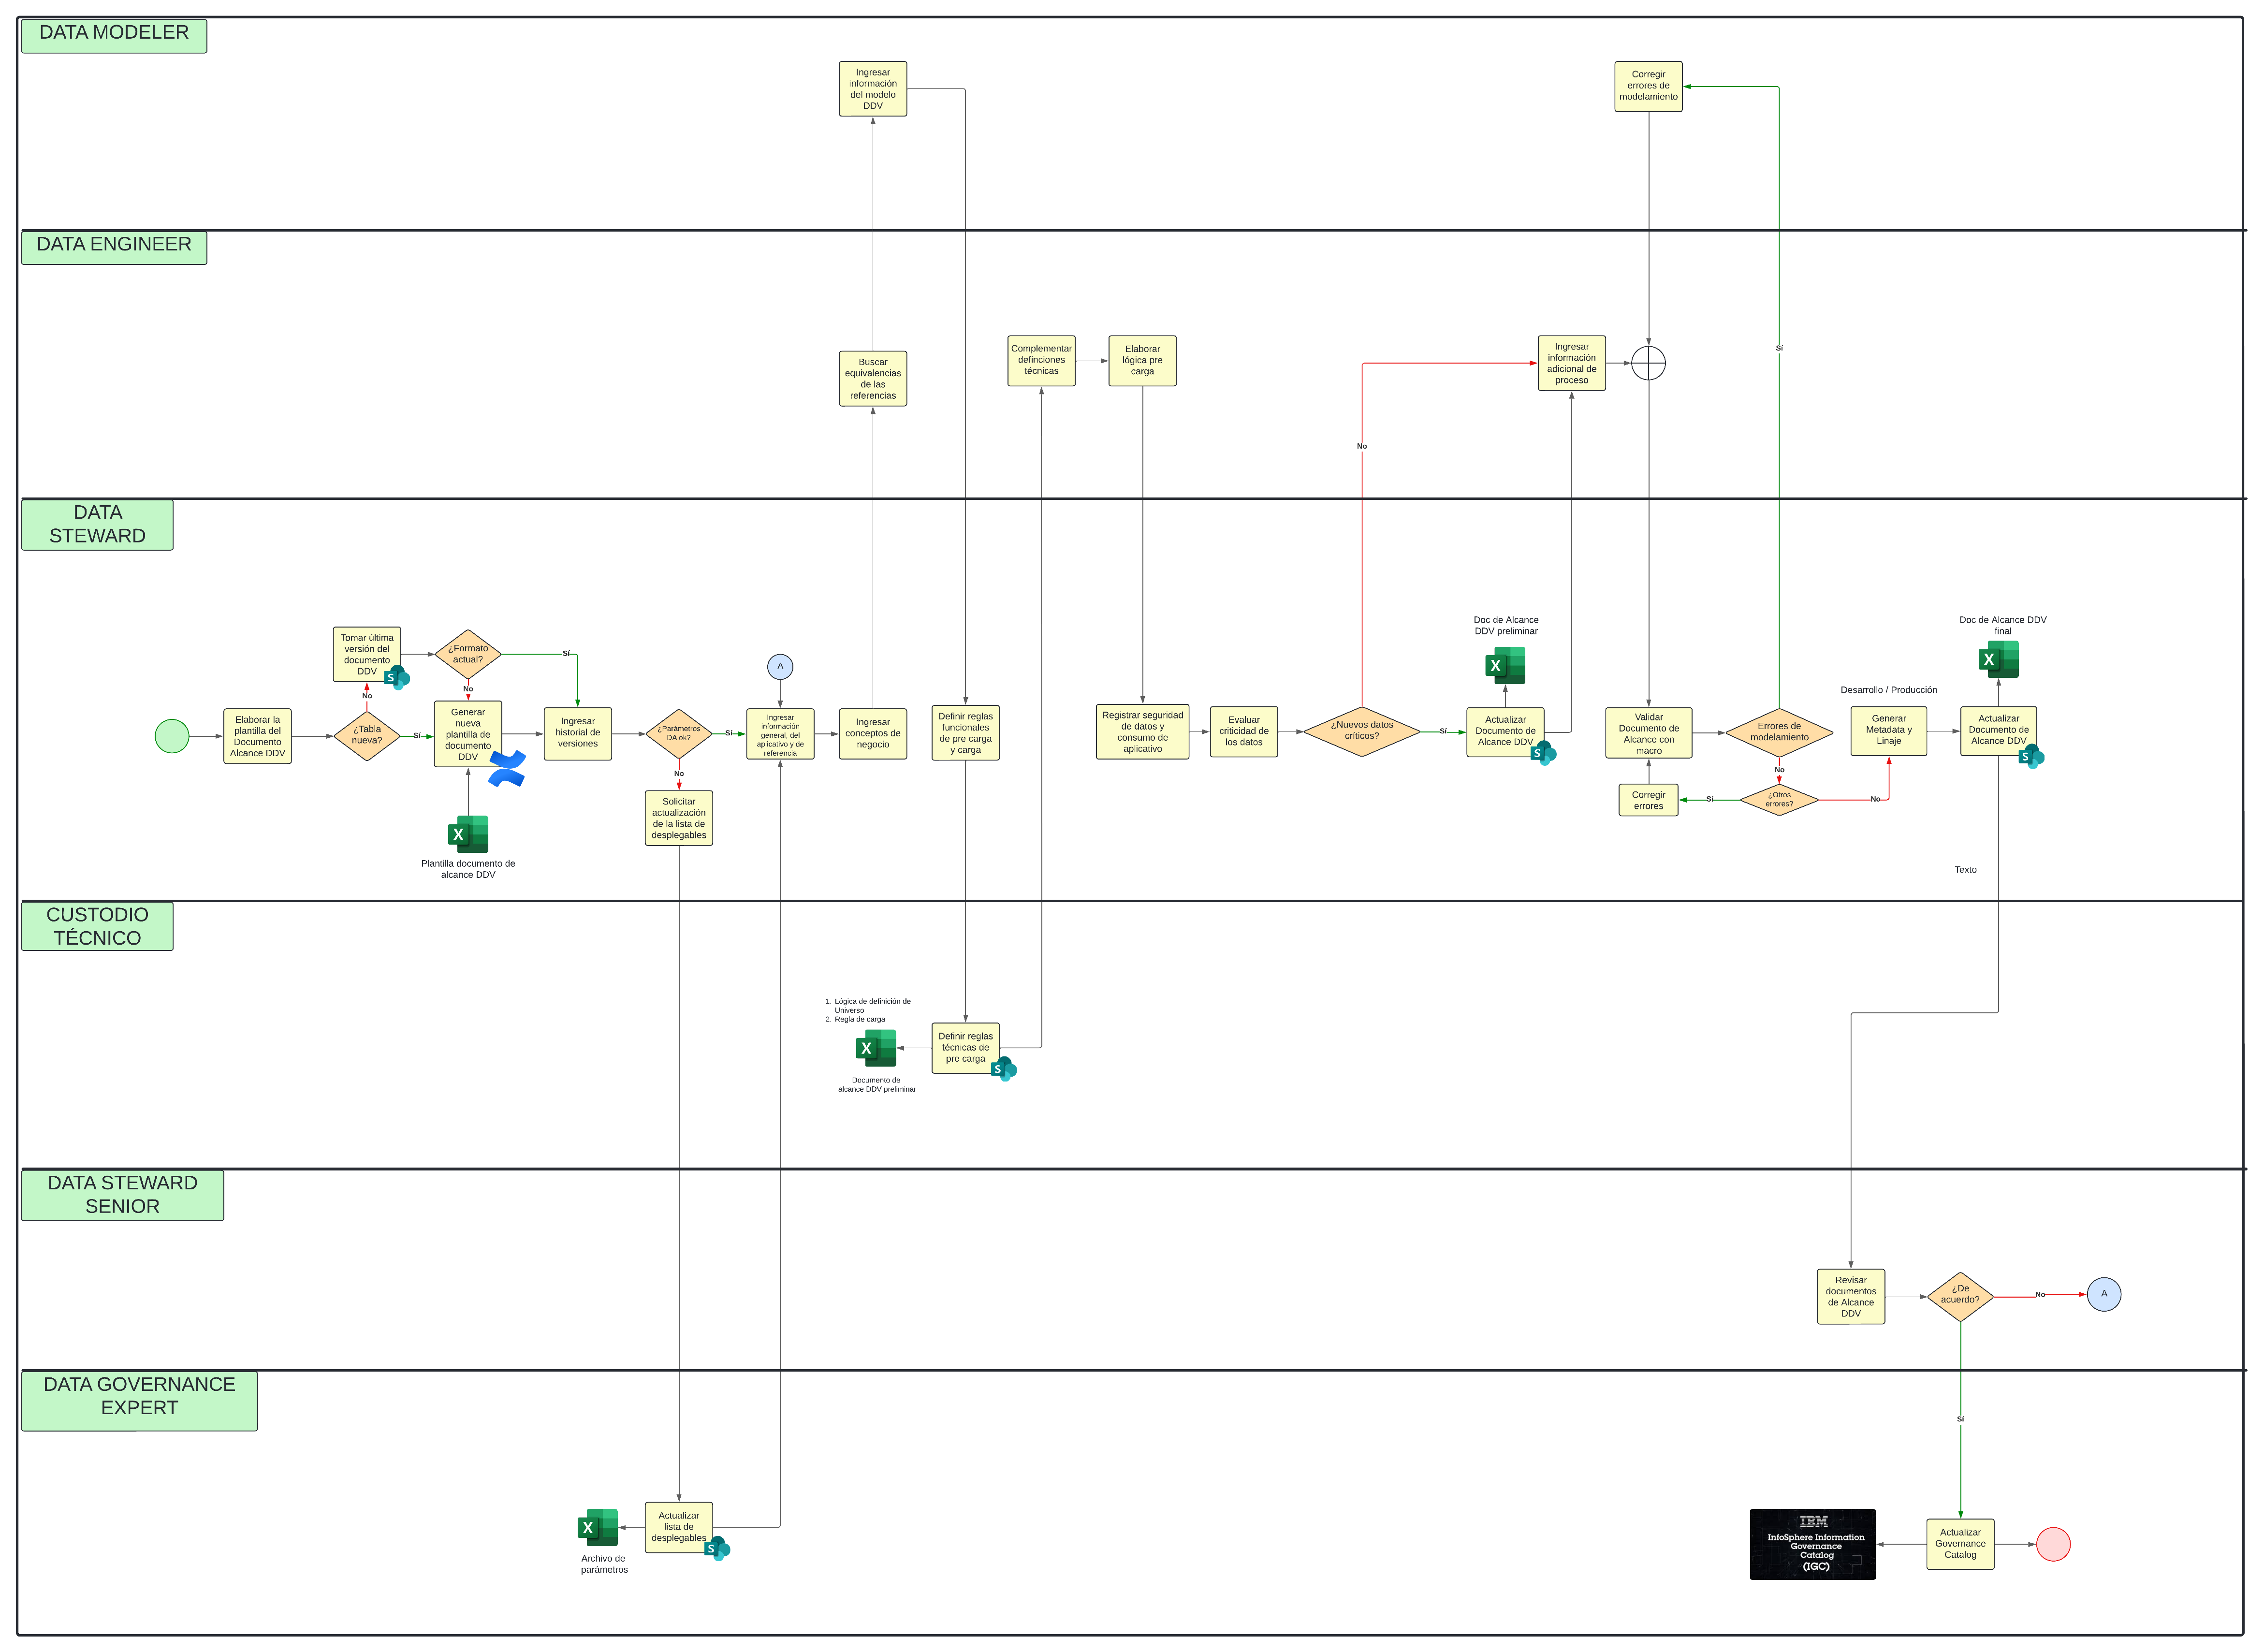 DATA MODELER
Ingresar
información
del modelo
DDV
Corregir
errores de
modelamiento
DATA ENGINEER
Buscar
equivalencias
de las
referencias
Complementar
definciones
técnicas
Elaborar
lógica pre
carga
Ingresar
información
adicional de
proceso
Sí
No
DATA
STEWARD
Tomar última
versión del
documento
DDV
S
¿Formato
actual?
Sí
No
No
Elaborar la
plantilla del
Documento
Alcance DDV
¿Tabla
nueva?
Sí
Generar
nueva
plantilla de
documento
DDV
X
Plantilla documento de
alcance DDV
Ingresar
historial de
versiones
¿Parámetros
DA ok?
Sí
No
Solicitar
actualización
de la lista de
desplegables
A
Ingresar
información
general, del
aplicativo y de
referencia
Ingresar
conceptos de
negocio
Definir reglas
funcionales
de pre carga
y carga
Registrar seguridad
de datos y
consumo de
aplicativo
Evaluar
criticidad de
los datos
¿Nuevos datos
críticos?
Sí
Doc de Alcance
DDV preliminar
X
Actualizar
Documento de
Alcance DDV
S
Validar
Documento de
Alcance con
macro
Errores de
modelamiento
No
Corregir
errores
Sí
¿Otros
errores?
No
Desarrollo / Producción
Generar
Metadata y
Linaje
Doc de Alcance DDV
final
X
Actualizar
Documento de
Alcance DDV
S
Texto
CUSTODIO
TÉCNICO
1. Lógica de definición de
Universo
2. Regla de carga
X
Documento de
alcance DDV preliminar
Definir reglas
técnicas de
pre carga
S
DATA STEWARD
SENIOR
Revisar
documentos
de Alcance
DDV
¿De
acuerdo?
No
A
DATA GOVERNANCE
EXPERT
Sí
X
Archivo de
parámetros
Actualizar
lista de
desplegables
S
IBM
InfoSphere Information
Governance
Catalog
(IGC)
Actualizar
Governance
Catalog